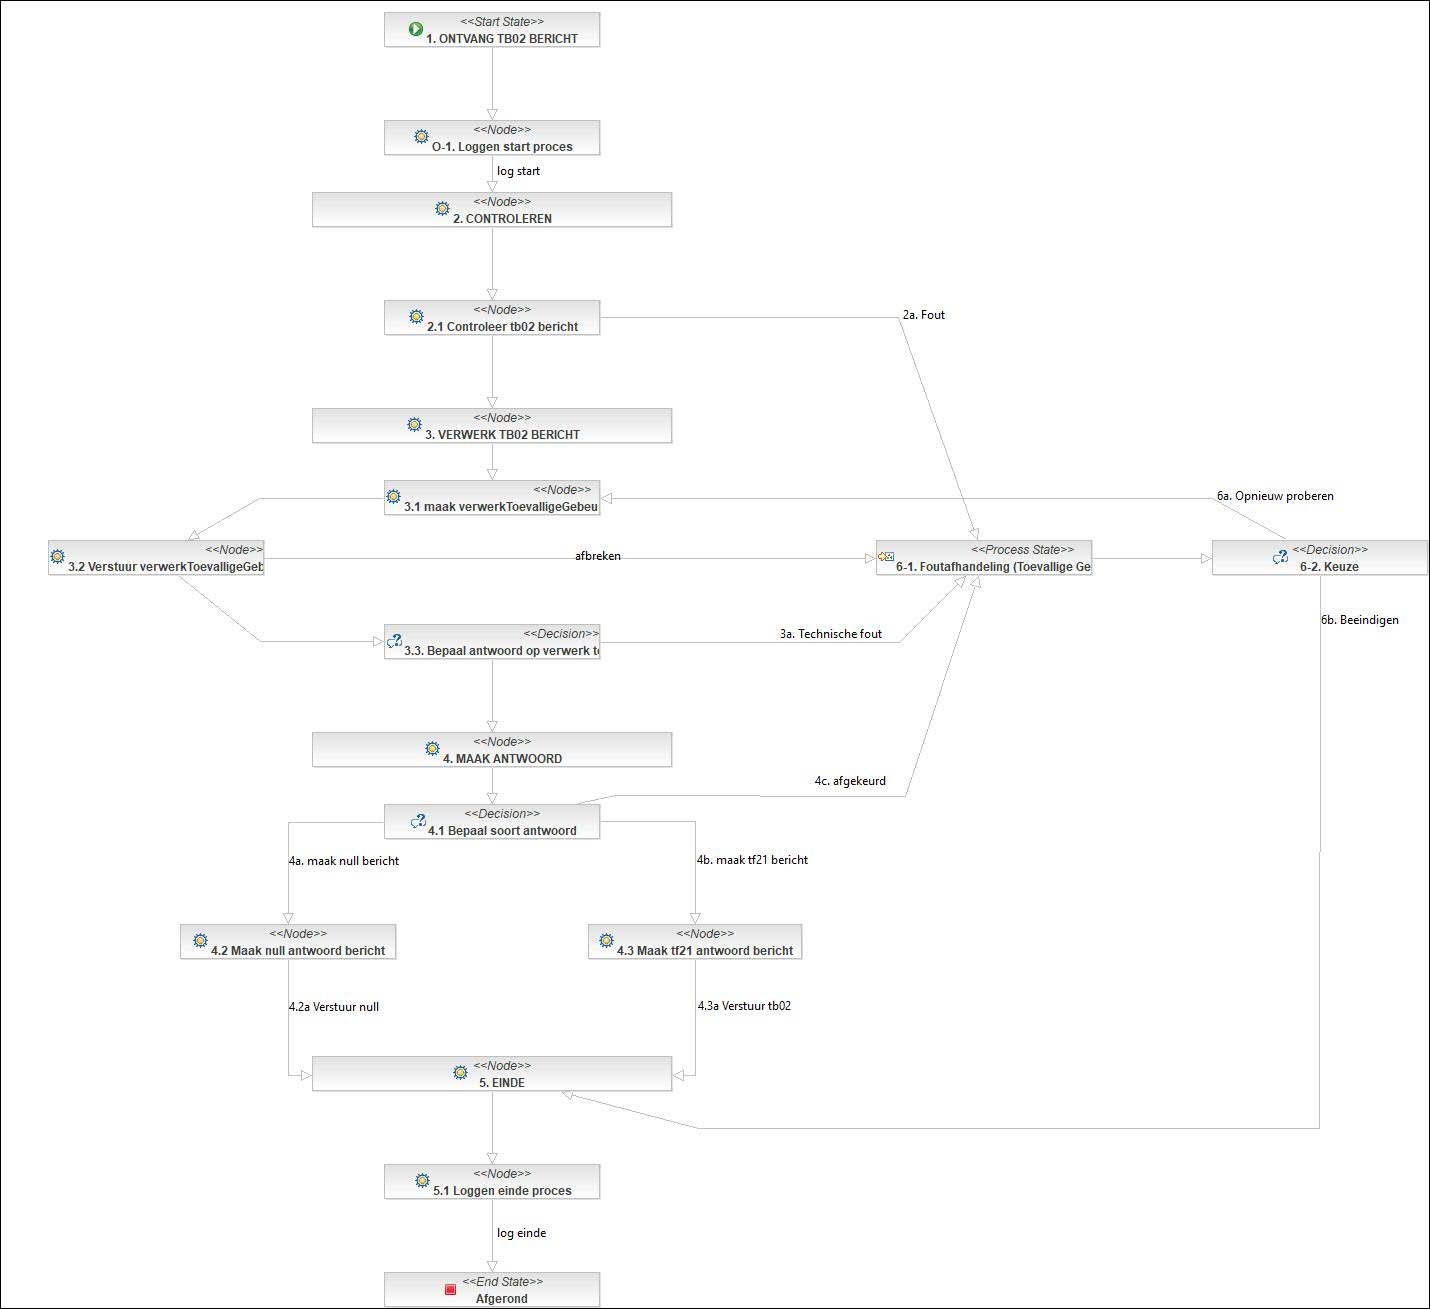 <<Start State>>
1. ONTVANG TB02 BERICHT
<<Node>>
O-1. Loggen start proces
log start
<<Node>>
2. CONTROLEREN
<<Node>>
2.1 Controleer tb02 bericht
2a. Fout
<<Node>>
3. VERWERK TB02 BERICHT
<<Node>>
3.1 maak verwerkToevalligeGebeu
6a. Opnieuw proberen
<<Node>>
3.2 Verstuur verwerkToevalligeGeb
afbreken
<<Process State>>
6-1. Foutafhandeling (Toevallige Ge
<<Decision>>
6-2. Keuze
6b. Beeindigen
<<Decision>>
3.3. Bepaal antwoord op verwerk to
3a. Technische fout
<<Node>>
4. MAAK ANTWOORD
4c. afgekeurd
<<Decision>>
4.1 Bepaal soort antwoord
4a. maak null bericht
4b. maak tf21 bericht
<<Node>>
4.2 Maak null antwoord bericht
<<Node>>
4.3 Maak tf21 antwoord bericht
4.2a Verstuur null
4.3a Verstuur tb02
<<Node>>
5. EINDE
<<Node>>
5.1 Loggen einde proces
log einde
<<End State>>
Afgerond